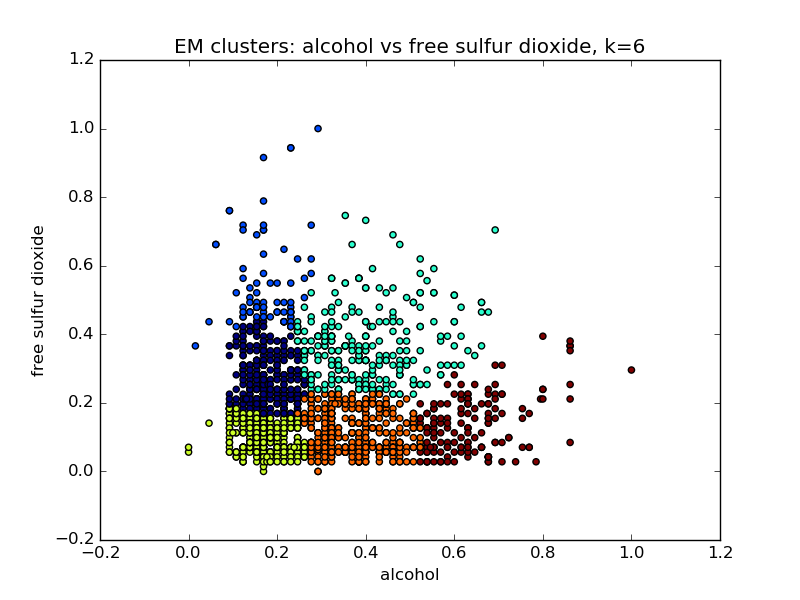 EM clusters: alcohol vs free sulfur dioxide, k=6
1.2
1.0
0.8
0.6
0.4
0.2
0.0
−0.2
free sulfur dioxide
−0.2 0.0 0.2 0.4 0.6 0.8 1.0 1.2
alcohol